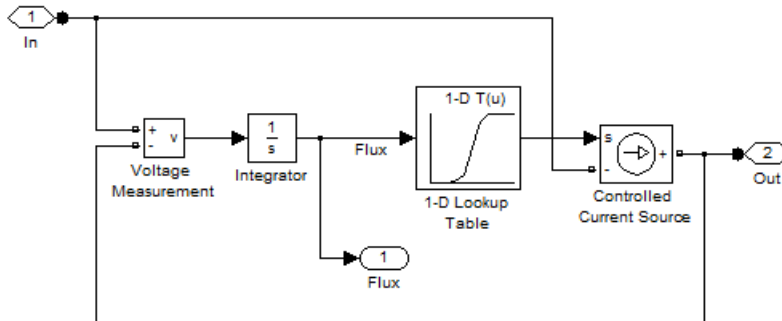 1
In
+
-
v
Voltage
Measurement
1
s
Integrator
Flux
1-D T(u)
1-D Lookup
Table
s
-
+
Controlled
Current Source
2
Out
1
Flux